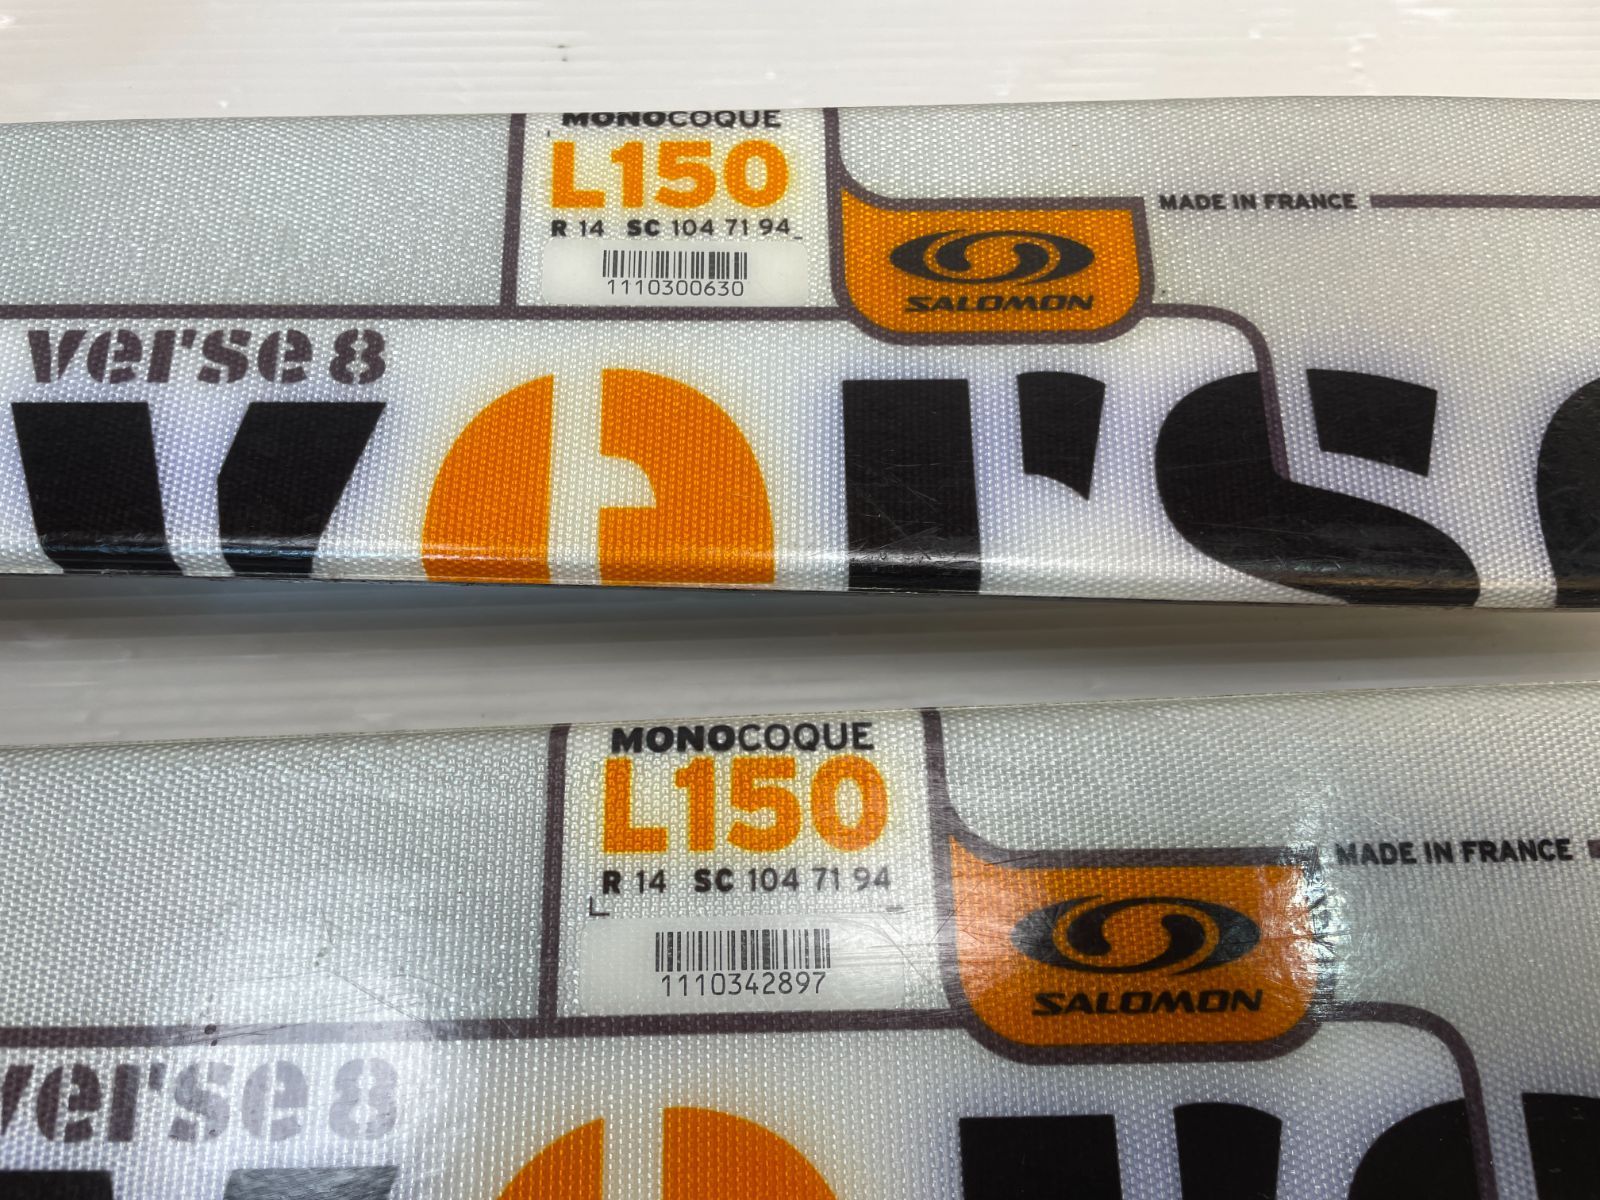 MONOCOQUE
L150
R 14 SC 104 71 94
1110300630
MADE IN FRANCE
SALOMON
verse 8
vers
MONOCOQUE
L150
R 14 SC 104 71 94
1110342897
MADE IN FRANCE
SALOMON
verse 8